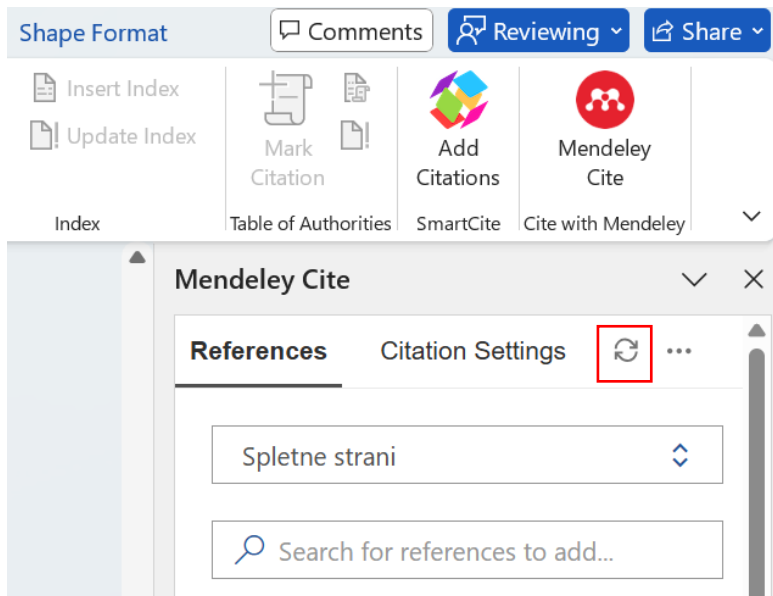 Shape Format Comments Reviewing Share
Insert Index
Update Index
Mark
Citation
Add
Citations
Mendeley
Cite
Index Table of Authorities SmartCite Cite with Mendeley
Mendeley Cite
References Citation Settings
Spletne strani
Search for references to add...